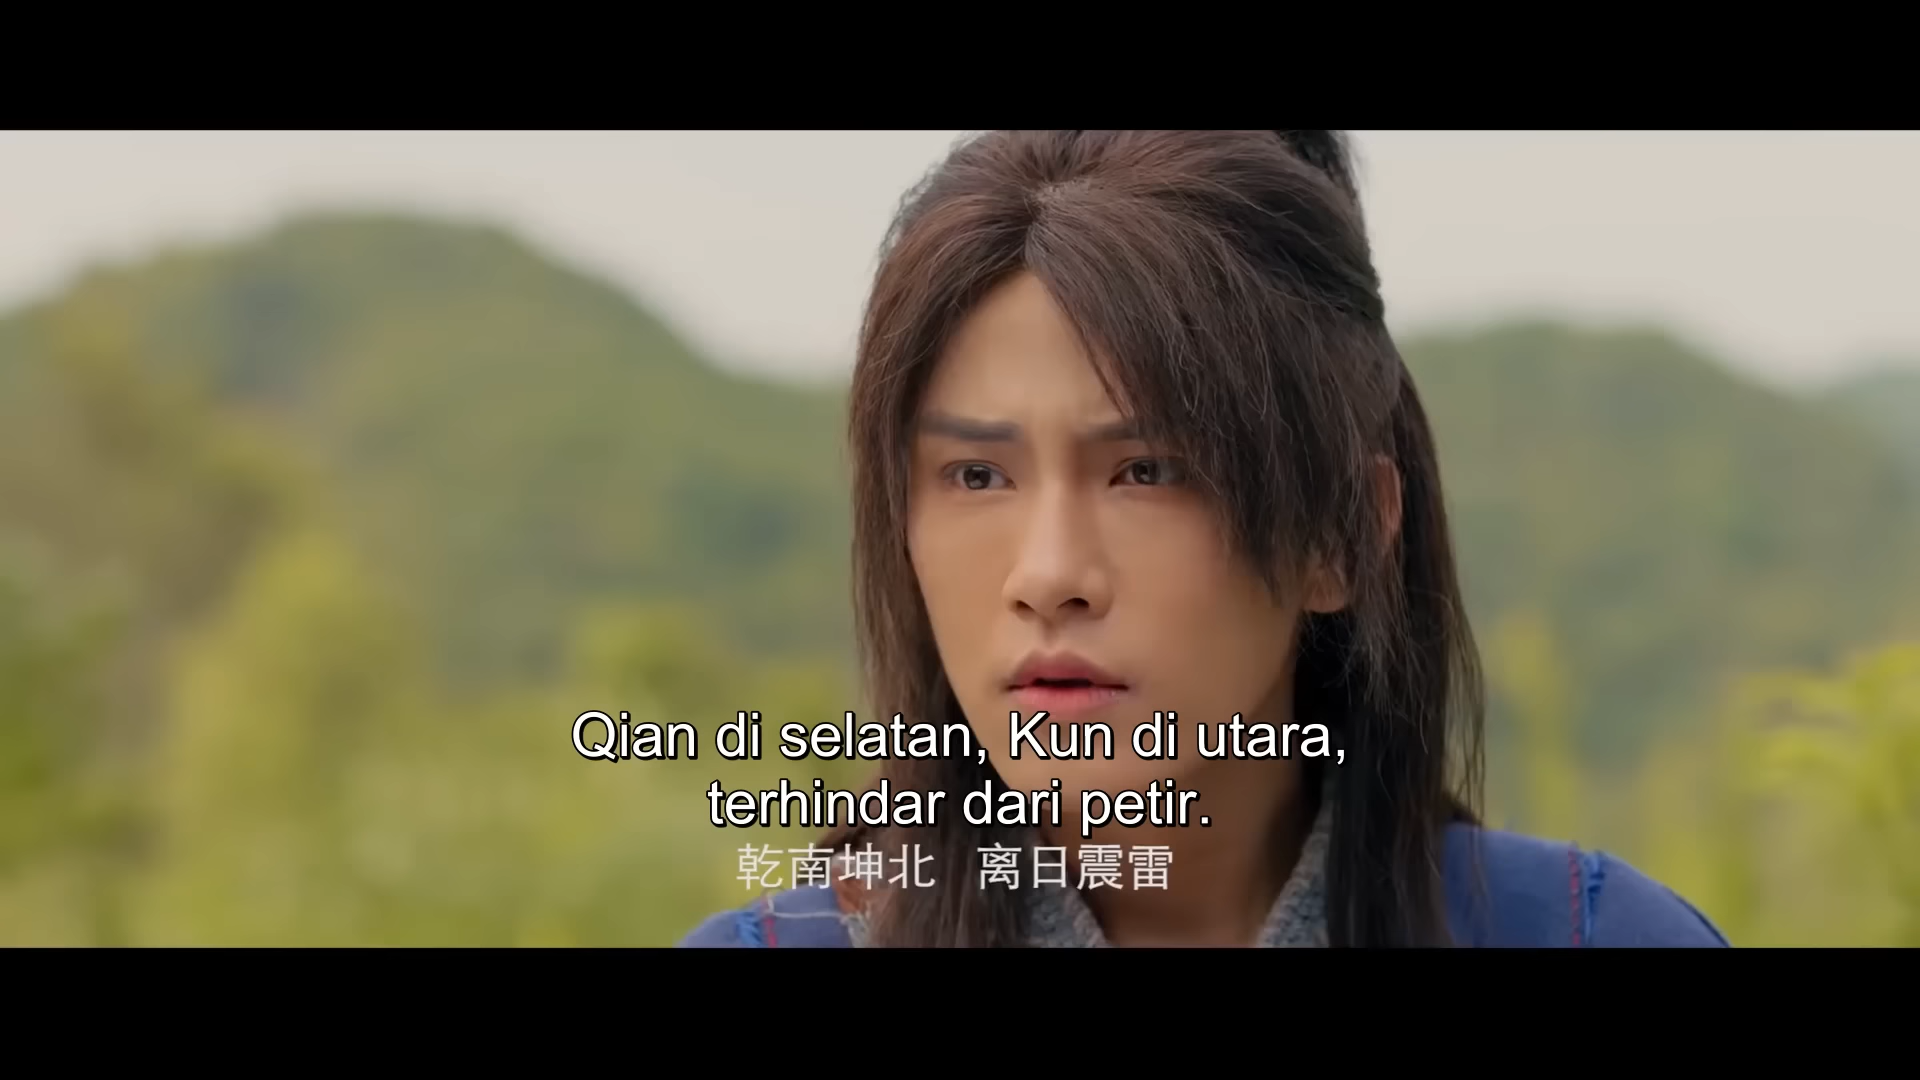 Qian di selatan, Kun di utara,
terhindar dari petir.
乾南坤北 离日震雷